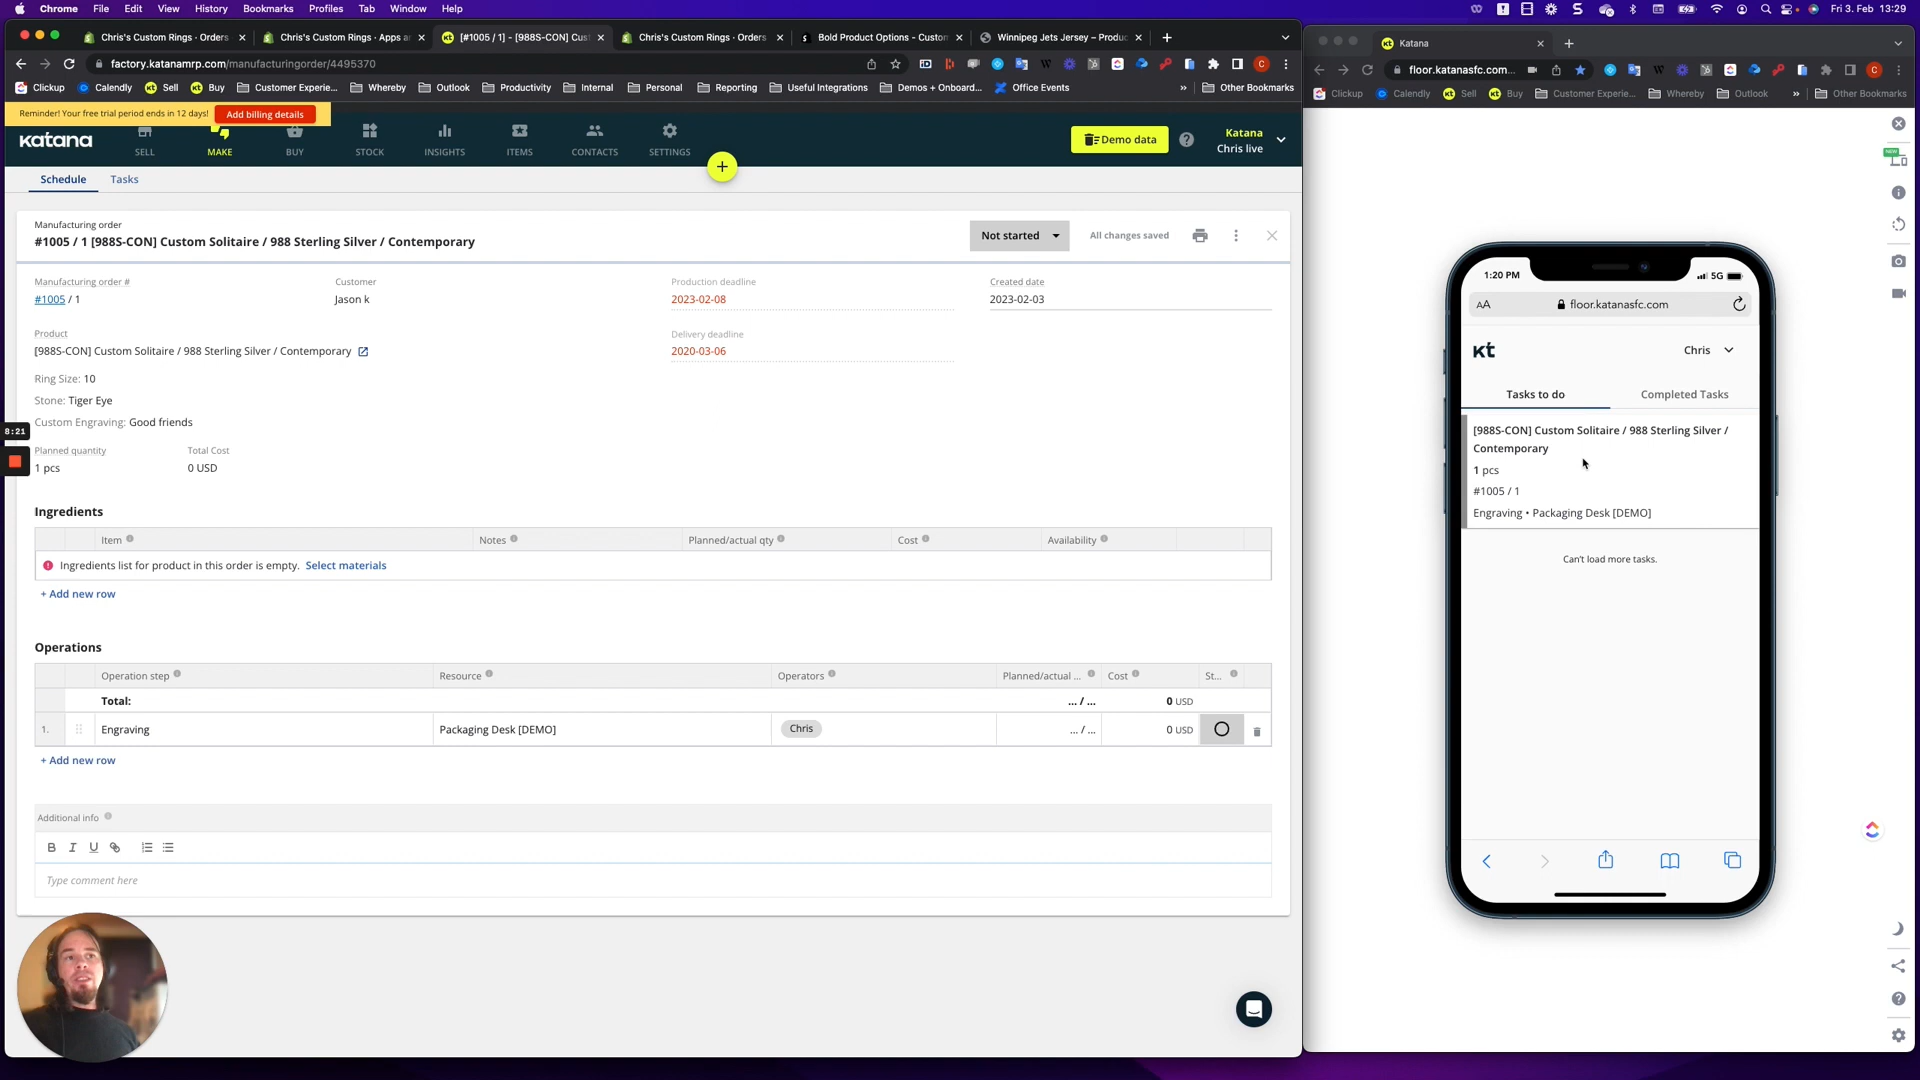 Chrome File Edit View History Bookmarks Profiles Tab Window Help
Fri 3. Feb 13:29
Chris's Custom Rings · Orders
Chris's Custom Rings · Apps a
[#1005 / 1] - [988S-CON] Cus
Chris's Custom Rings · Orders
Bold Product Options - Custom
Winnipeg Jets Jersey – Produc
factory.katanamrp.com/manufacturingorder/4495370
Clickup Calendly Sell Buy Customer Experie... Whereby Outlook Productivity Internal Personal Reporting Useful Integrations Demos + Onboard... Office Events » Other Bookmarks
Reminder! Your free trial period ends in 12 days! Add billing details
katana
SELL MAKE BUY STOCK INSIGHTS ITEMS CONTACTS SETTINGS
Demo data
Katana
Chris live
Schedule Tasks
Manufacturing order
#1005 / 1 [988S-CON] Custom Solitaire / 988 Sterling Silver / Contemporary
Not started
All changes saved
Manufacturing order # Customer Production deadline Created date
#1005 / 1 Jason k 2023-02-08 2023-02-03
Product Delivery deadline
[988S-CON] Custom Solitaire / 988 Sterling Silver / Contemporary 2020-03-06
Ring Size: 10
Stone: Tiger Eye
Custom Engraving: Good friends
8:21
Planned quantity Total Cost
1 pcs 0 USD
Ingredients
Item Notes Planned/actual qty Cost Availability
Ingredients list for product in this order is empty. Select materials
+ Add new row
Operations
Operation step Resource Operators Planned/actual ... Cost St...
Total: ... / ... 0 USD
1. Engraving Packaging Desk [DEMO] Chris ... / ... 0 USD
+ Add new row
Additional info
B I U
Type comment here
Katana
floor.katanasfc.com...
Clickup Calendly Sell Buy Customer Experie... Whereby Outlook » Other Bookmarks
NEW
1:20 PM 5G
AA floor.katanasfc.com
KT Chris
Tasks to do Completed Tasks
[988S-CON] Custom Solitaire / 988 Sterling Silver /
Contemporary
1 pcs
#1005 / 1
Engraving • Packaging Desk [DEMO]
Can't load more tasks.